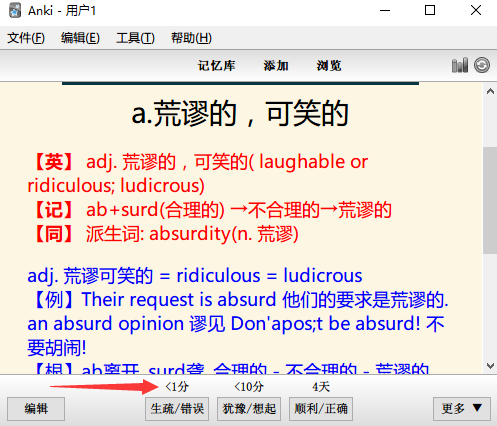 Anki - 用户1
文件(F) 编辑(E) 工具(T) 帮助(H)
记忆库 添加 浏览
a.荒谬的，可笑的
【英】 adj. 荒谬的，可笑的( laughable or
ridiculous; ludicrous)
【记】 ab+surd(合理的) →不合理的→荒谬的
【同】 派生词: absurdity(n. 荒谬)
adj. 荒谬可笑的 = ridiculous = ludicrous
【例】Their request is absurd 他们的要求是荒谬的.
an absurd opinion 谬见 Don'apos;t be absurd! 不
要胡闹!
【根】ab离开, surd聋, 合理的 - 不合理的 - 荒谬的
<1分 <10分 4天
编辑 生疏/错误 犹豫/想起 顺利/正确 更多 ▼